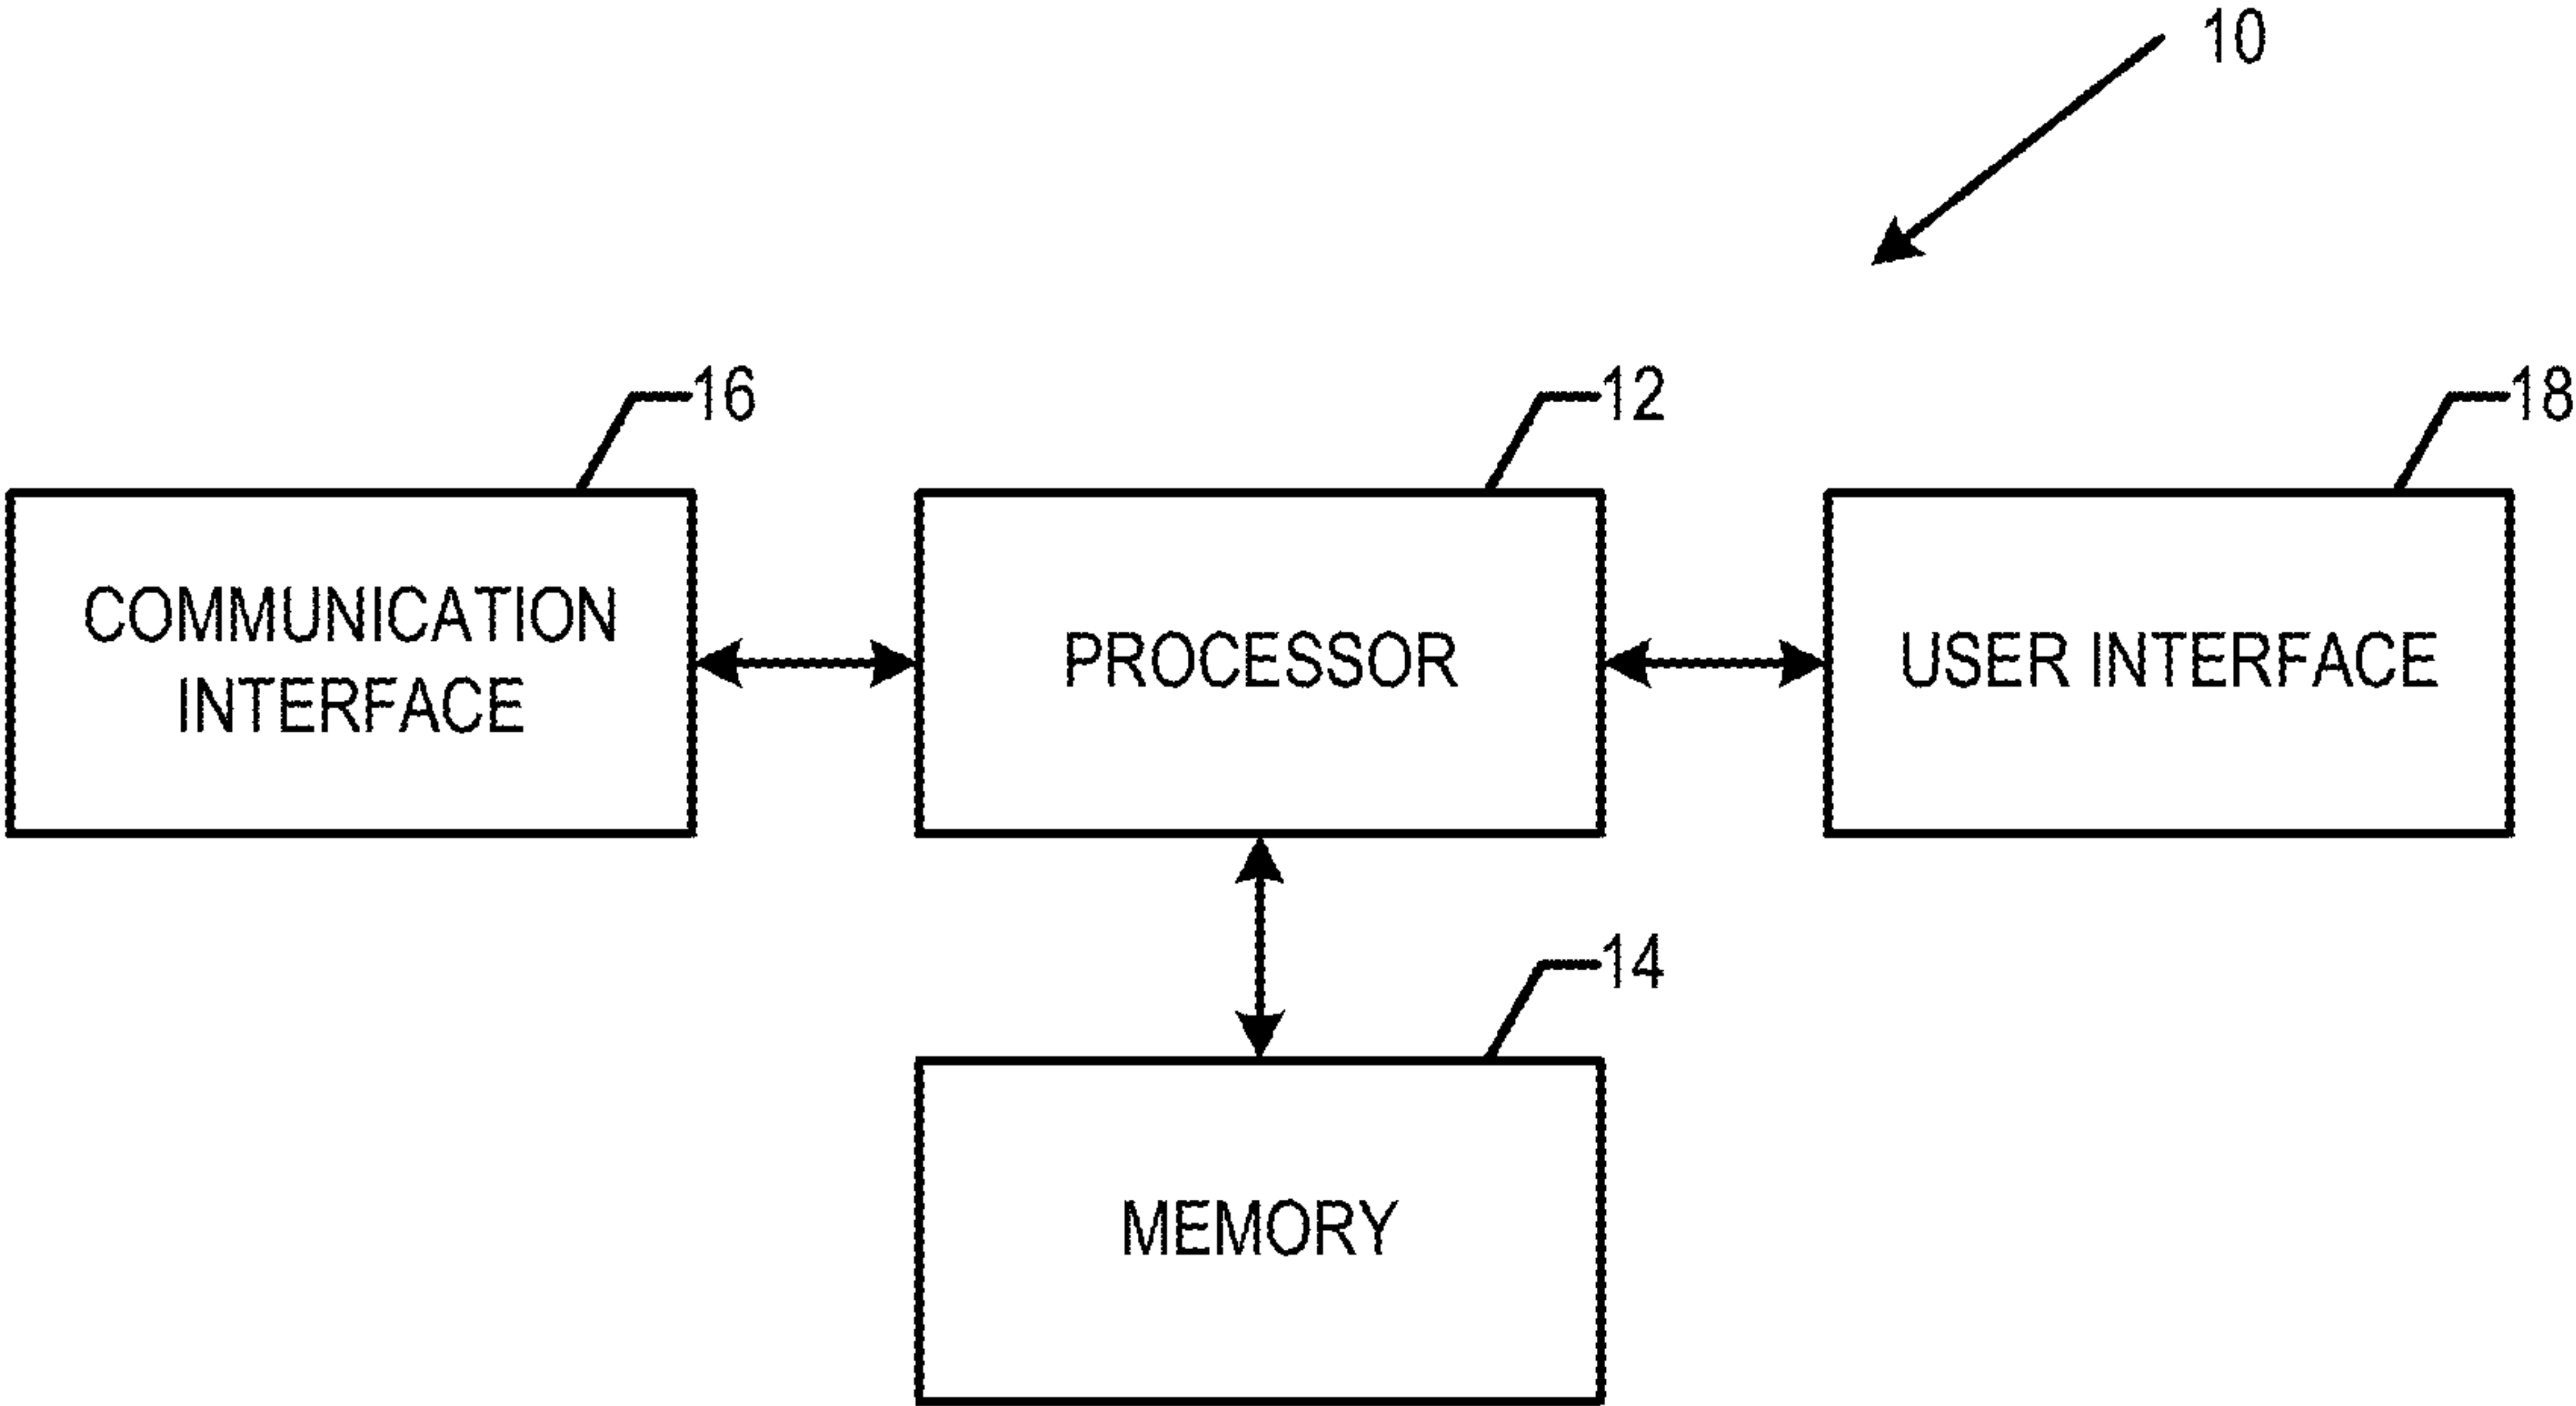 10
16
12
18
COMMUNICATION
INTERFACE
PROCESSOR
USER INTERFACE
14
MEMORY